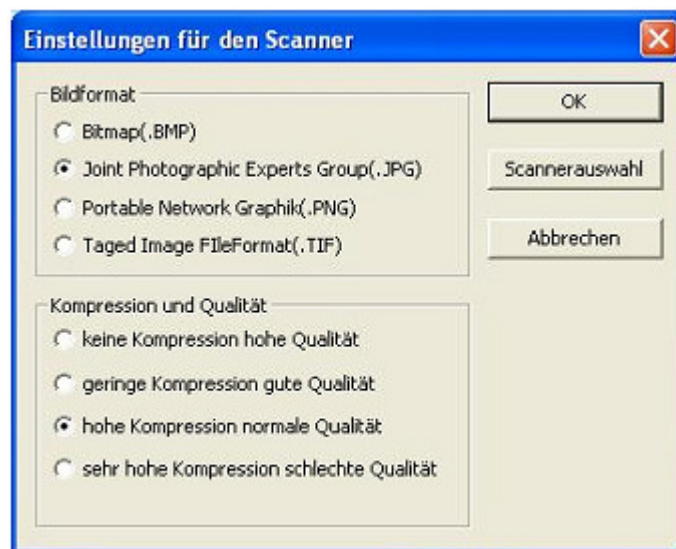 Einstellungen für den Scanner
Bildformat
Bitmap(.BMP)
Joint Photographic Experts Group(.JPG)
Portable Network Graphik(.PNG)
Taged Image FIleFormat(.TIF)
OK
Scannerauswahl
Abbrechen
Kompression und Qualität
keine Kompression hohe Qualität
geringe Kompression gute Qualität
hohe Kompression normale Qualität
sehr hohe Kompression schlechte Qualität